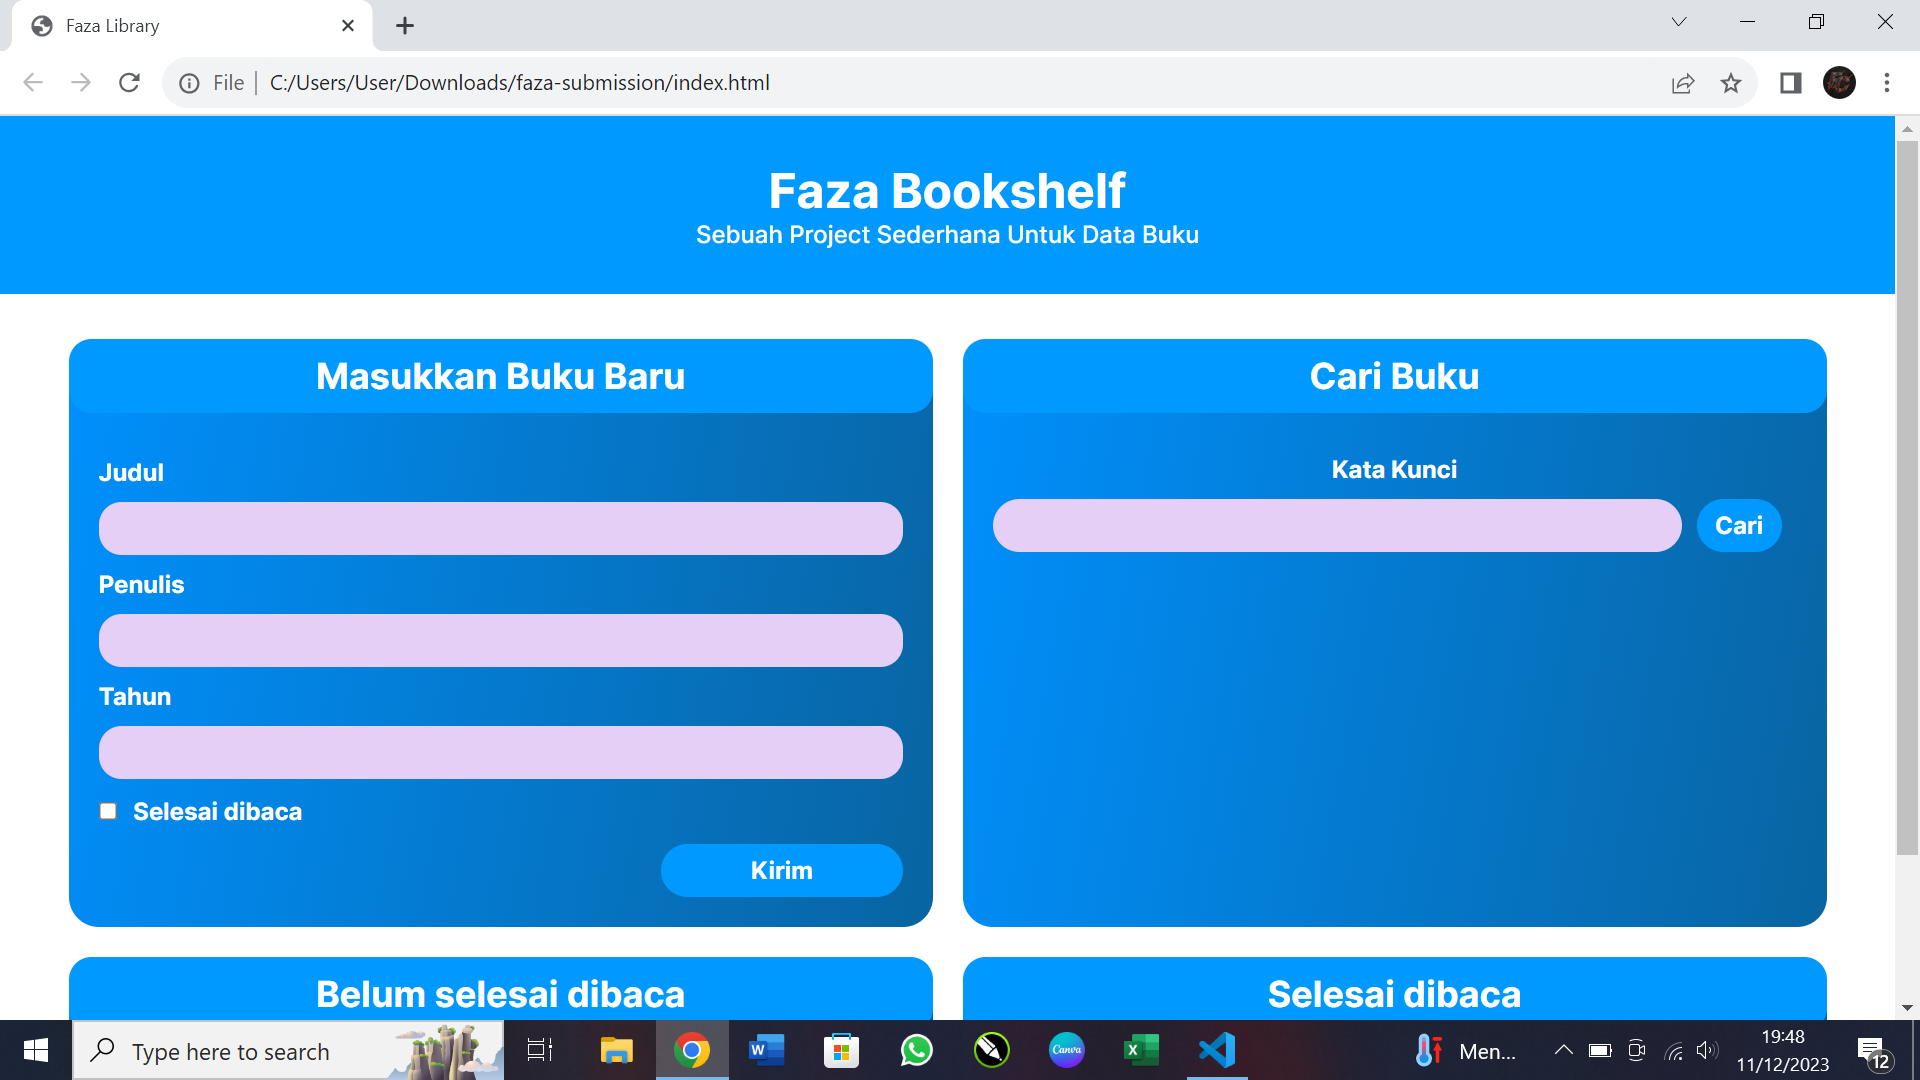 Faza Library
File
C:/Users/User/Downloads/faza-submission/index.html
Faza Bookshelf
Sebuah Project Sederhana Untuk Data Buku
Masukkan Buku Baru
Judul
Penulis
Tahun
Selesai dibaca
Kirim
Cari Buku
Kata Kunci
Cari
Belum selesai dibaca
Selesai dibaca
Type here to search
W
Canva
X
Men...
19:48
11/12/2023
12